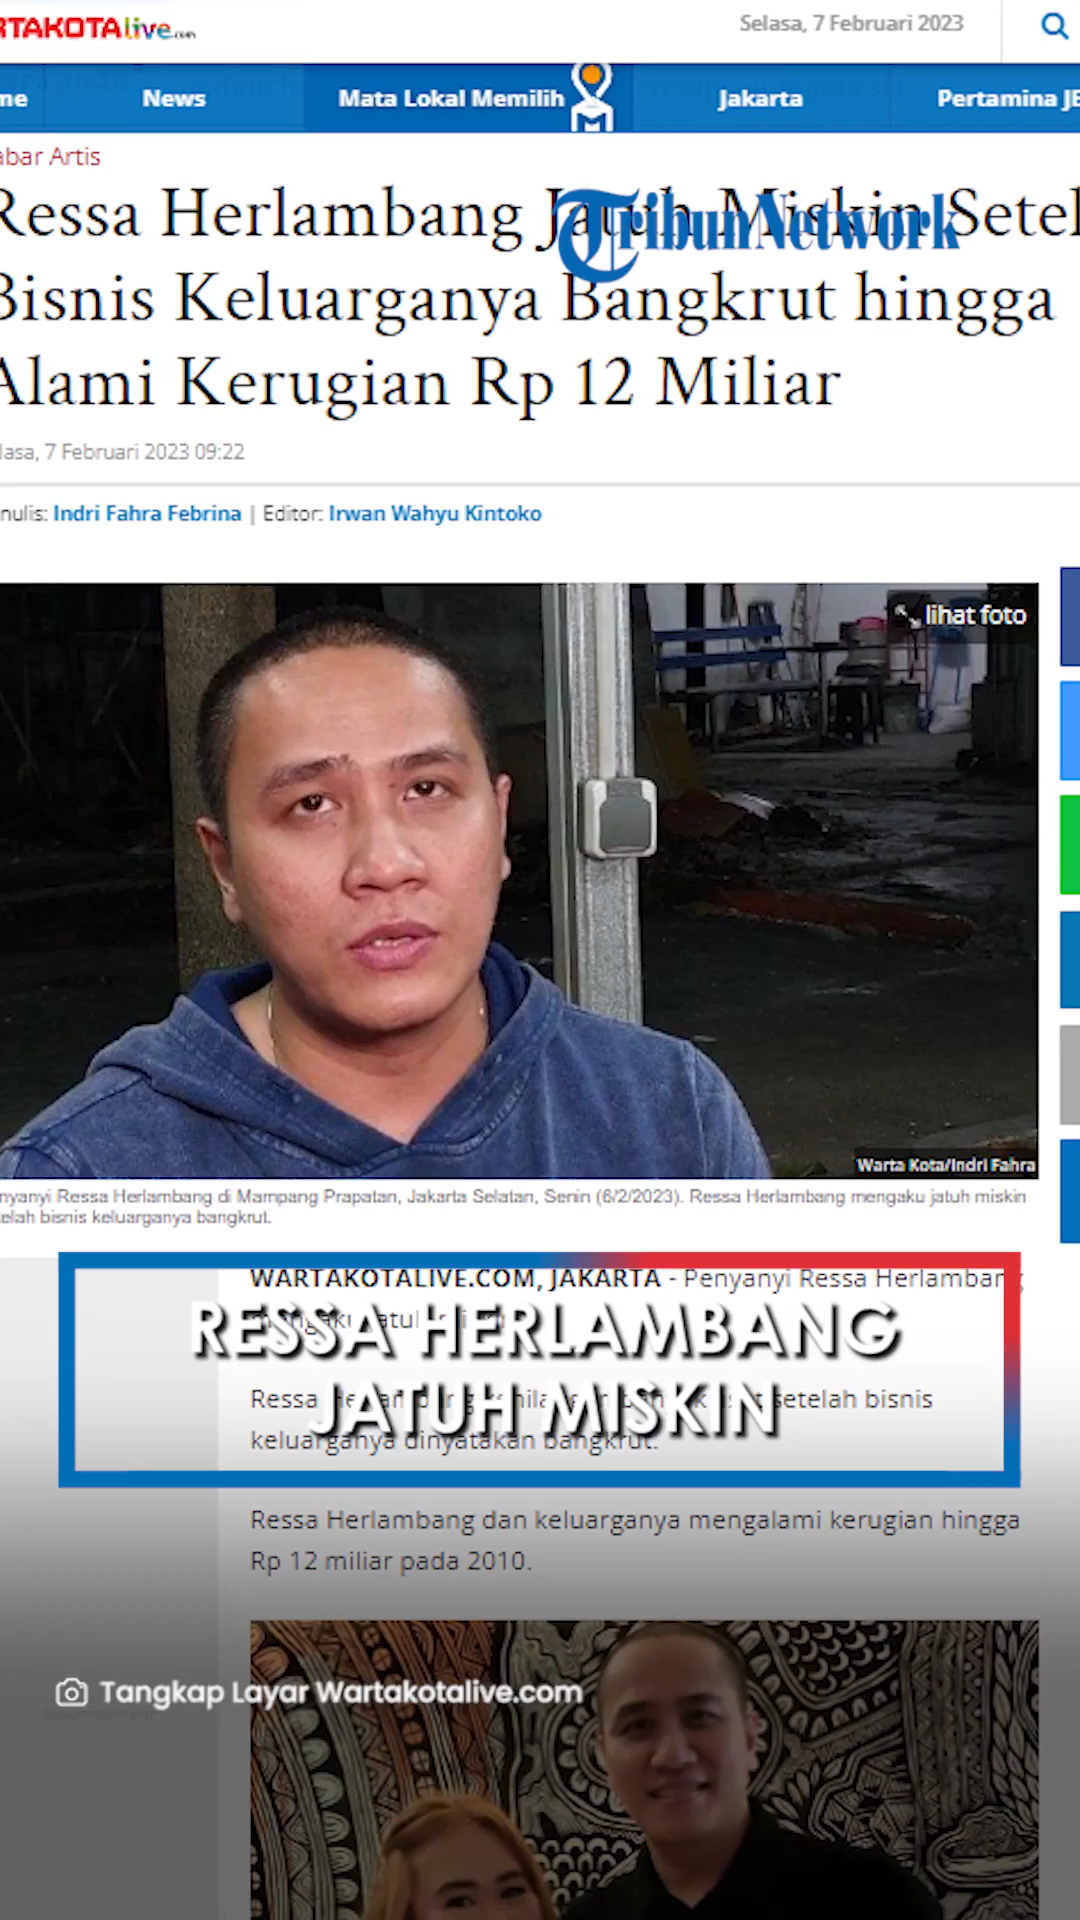 RTAKOTAlive.com
Selasa, 7 Februari 2023
me News Mata Lokal Memilih Jakarta Pertamina JE
abar Artis
Ressa Herlambang Jatuh Miskin Setel
TribunNetwork
Bisnis Keluarganya Bangkrut hingga
Alami Kerugian Rp 12 Miliar
lasa, 7 Februari 2023 09:22
nulis: Indri Fahra Febrina | Editor: Irwan Wahyu Kintoko
lihat foto
Warta Kota/Indri Fahra
nyanyi Ressa Herlambang di Mampang Prapatan, Jakarta Selatan, Senin (6/2/2023). Ressa Herlambang mengaku jatuh miskin
elah bisnis keluarganya bangkrut.
WARTAKOTALIVE.COM, JAKARTA - Penyanyi Ressa Herlambang
RESSA HERLAMBANG
Ressa setelah bisnis
JATUH MISKIN
keluarganya dinyatakan bangkrut.
Ressa Herlambang dan keluarganya mengalami kerugian hingga
Rp 12 miliar pada 2010.
Tangkap Layar Wartakotalive.com